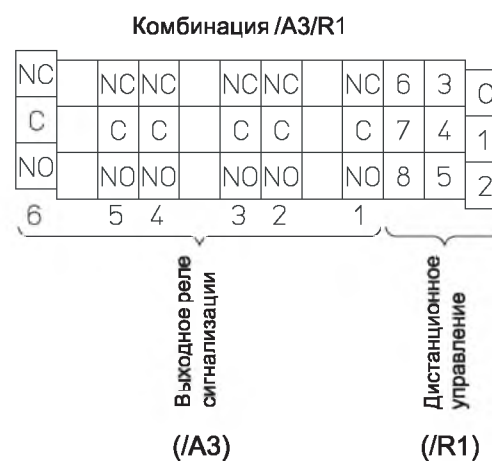 Комбинация /A3/R1
NC NC NC NC NC NC 6 3 0
C C C C C C 7 4 1
NO NO NO NO NO NO 8 5 2
6 5 4 3 2 1
Выходное реле
сигнализации
Дистанционное
управление
(/A3) (/R1)